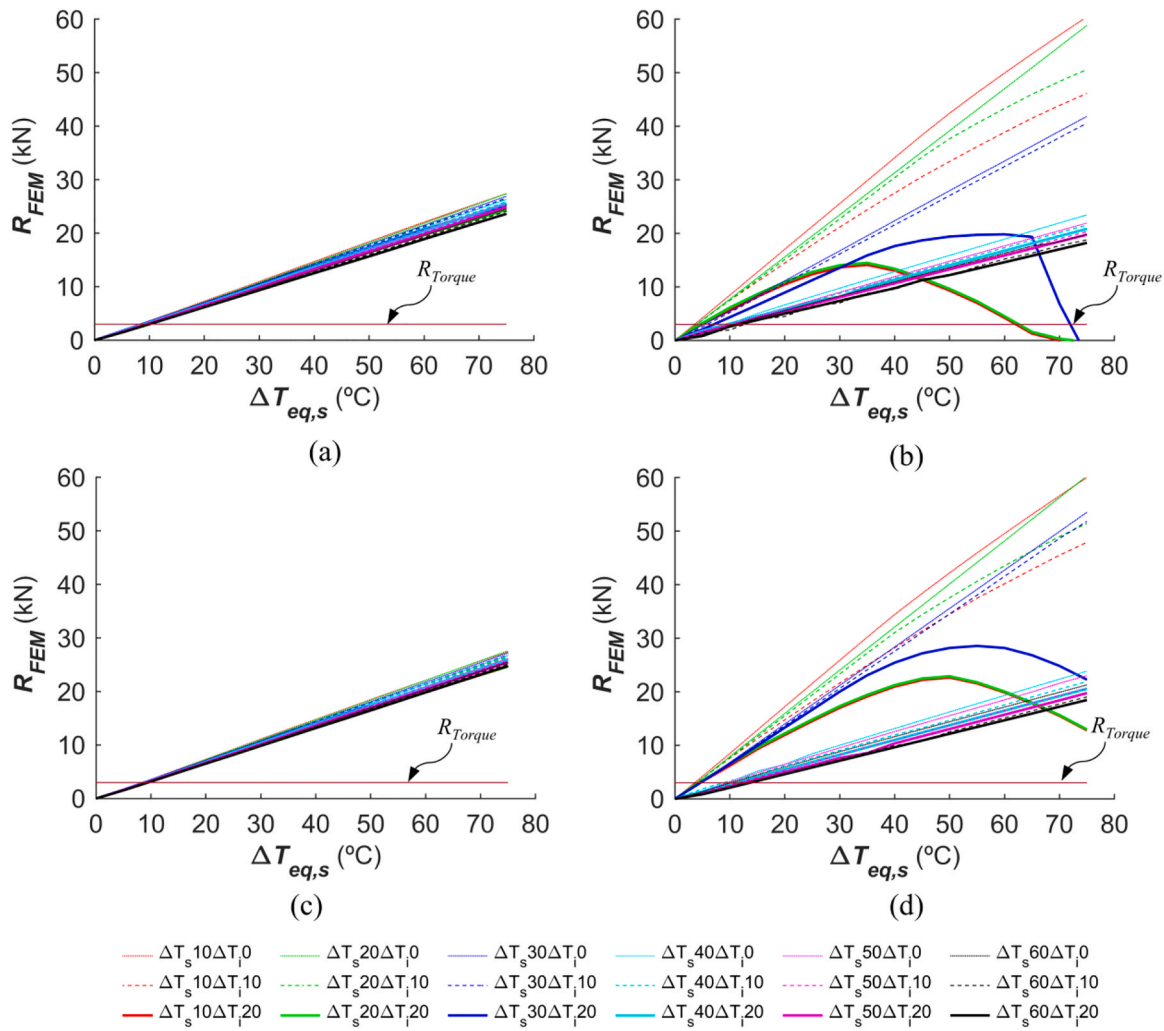 60
50
40
30
20
10
0
R_FEM (kN)
R_Torque
0 10 20 30 40 50 60 70 80
ΔT_eq,s (ºC)
(a)
60
50
40
30
20
10
0
R_FEM (kN)
R_Torque
0 10 20 30 40 50 60 70 80
ΔT_eq,s (ºC)
(b)
60
50
40
30
20
10
0
R_FEM (kN)
R_Torque
0 10 20 30 40 50 60 70 80
ΔT_eq,s (ºC)
(c)
60
50
40
30
20
10
0
R_FEM (kN)
R_Torque
0 10 20 30 40 50 60 70 80
ΔT_eq,s (ºC)
(d)
ΔT_s10ΔT_i0 ΔT_s20ΔT_i0 ΔT_s30ΔT_i0 ΔT_s40ΔT_i0 ΔT_s50ΔT_i0 ΔT_s60ΔT_i0
ΔT_s10ΔT_i10 ΔT_s20ΔT_i10 ΔT_s30ΔT_i10 ΔT_s40ΔT_i10 ΔT_s50ΔT_i10 ΔT_s60ΔT_i10
ΔT_s10ΔT_i20 ΔT_s20ΔT_i20 ΔT_s30ΔT_i20 ΔT_s40ΔT_i20 ΔT_s50ΔT_i20 ΔT_s60ΔT_i20